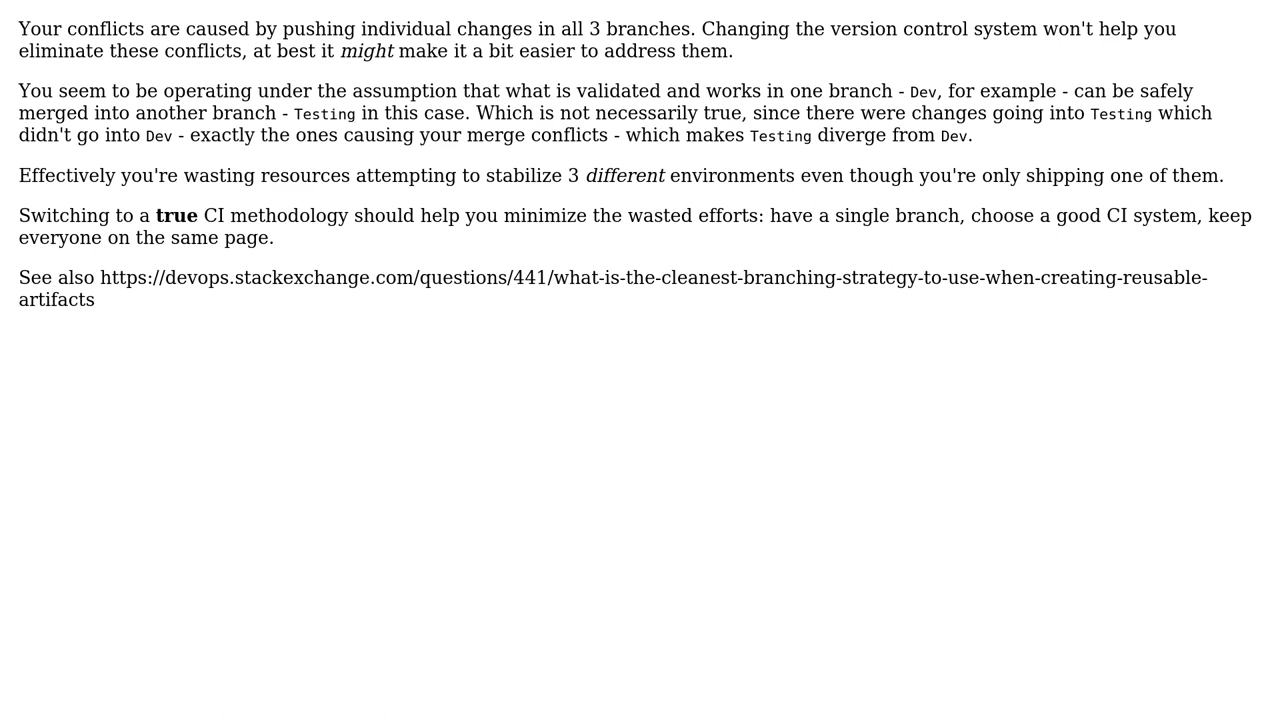 Your conflicts are caused by pushing individual changes in all 3 branches. Changing the version control system won't help you
eliminate these conflicts, at best it might make it a bit easier to address them.
You seem to be operating under the assumption that what is validated and works in one branch - Dev, for example - can be safely
merged into another branch - Testing in this case. Which is not necessarily true, since there were changes going into Testing which
didn't go into Dev - exactly the ones causing your merge conflicts - which makes Testing diverge from Dev.
Effectively you're wasting resources attempting to stabilize 3 different environments even though you're only shipping one of them.
Switching to a true CI methodology should help you minimize the wasted efforts: have a single branch, choose a good CI system, keep
everyone on the same page.
See also https://devops.stackexchange.com/questions/441/what-is-the-cleanest-branching-strategy-to-use-when-creating-reusable-
artifacts